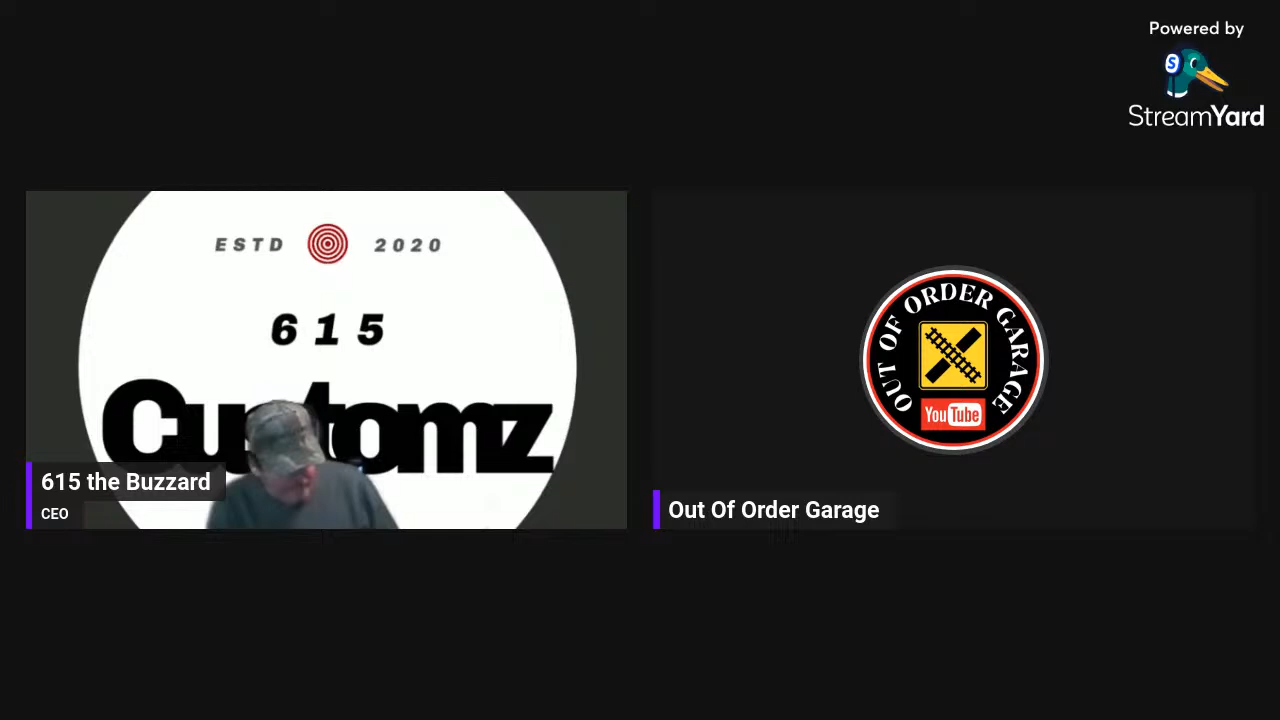 Powered by
S
StreamYard
ESTD 2020
615
Customz
615 the Buzzard
CEO
OUT OF ORDER GARAGE
YouTube
Out Of Order Garage